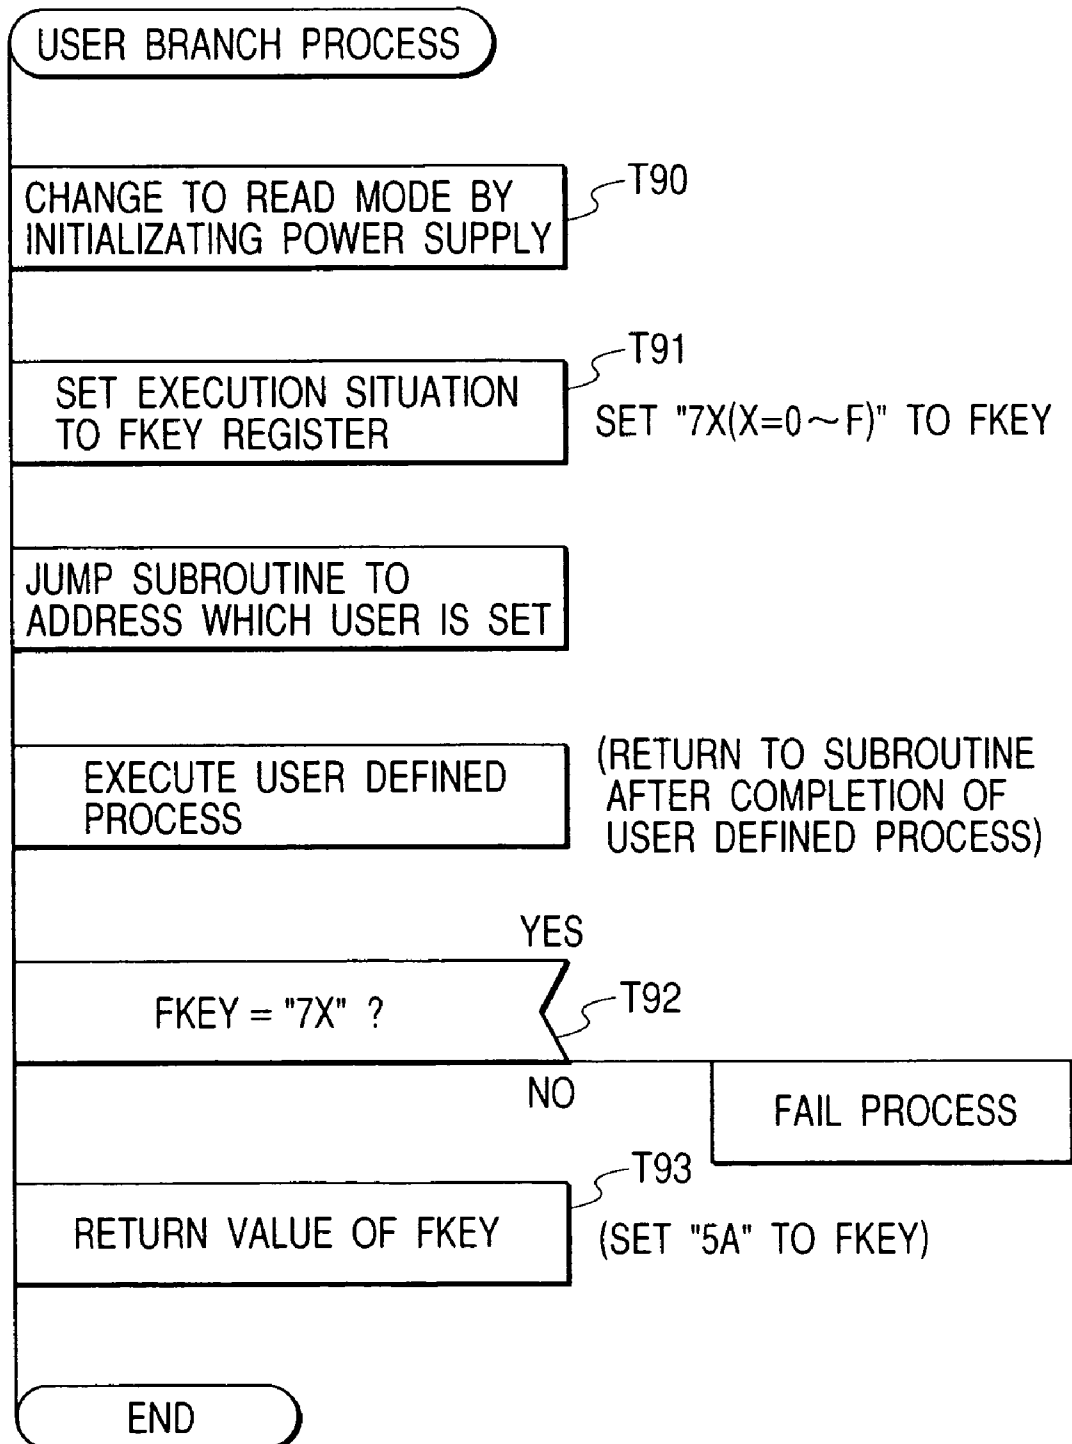 USER BRANCH PROCESS
CHANGE TO READ MODE BY
INITIALIZATING POWER SUPPLY
T90
SET EXECUTION SITUATION
TO FKEY REGISTER
T91
SET "7X(X=0～F)" TO FKEY
JUMP SUBROUTINE TO
ADDRESS WHICH USER IS SET
EXECUTE USER DEFINED
PROCESS
(RETURN TO SUBROUTINE
AFTER COMPLETION OF
USER DEFINED PROCESS)
YES
FKEY = "7X" ?
T92
NO
FAIL PROCESS
T93
RETURN VALUE OF FKEY
(SET "5A" TO FKEY)
END